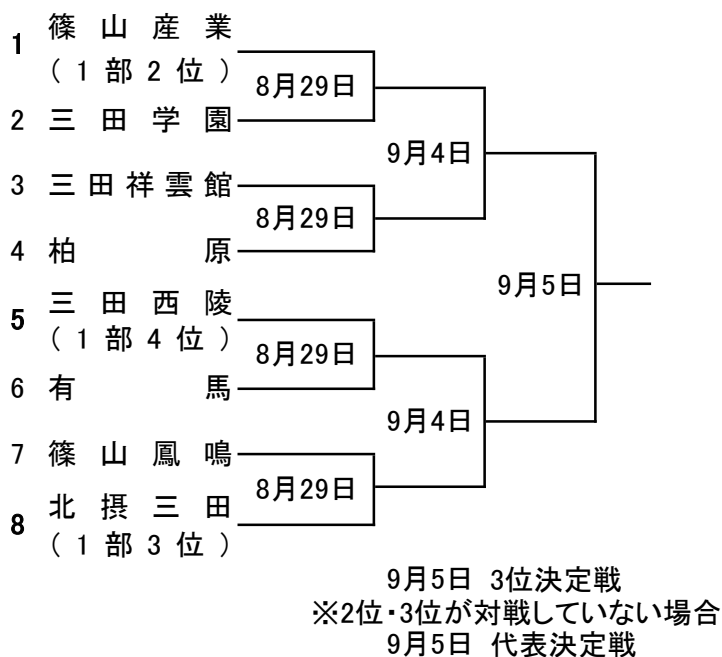 1 篠山産業
(1部2位)
8月29日
2 三田学園
9月4日
3 三田祥雲館
8月29日
4 柏原
9月5日
5 三田西陵
(1部4位)
8月29日
6 有馬
9月4日
7 篠山鳳鳴
8月29日
8 北摂三田
(1部3位)
9月5日 3位決定戦
※2位・3位が対戦していない場合
9月5日 代表決定戦